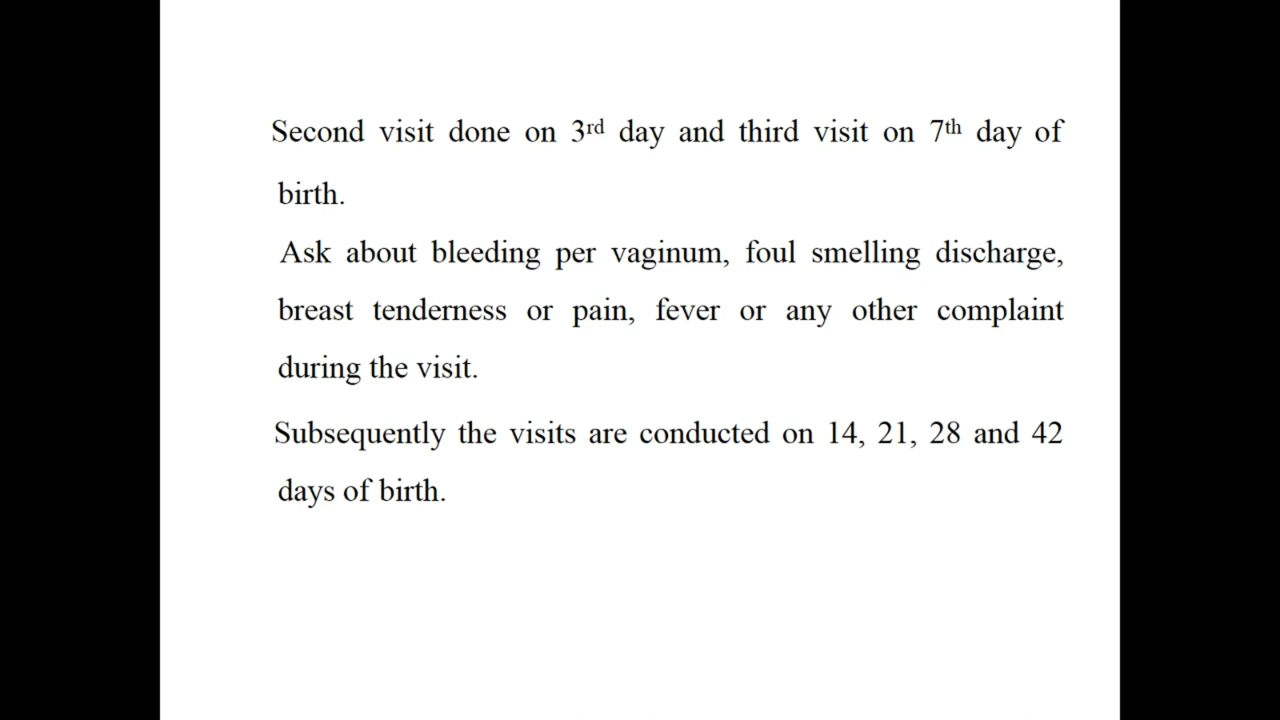 Second visit done on 3rd day and third visit on 7th day of
birth.
Ask about bleeding per vaginum, foul smelling discharge,
breast tenderness or pain, fever or any other complaint
during the visit.
Subsequently the visits are conducted on 14, 21, 28 and 42
days of birth.